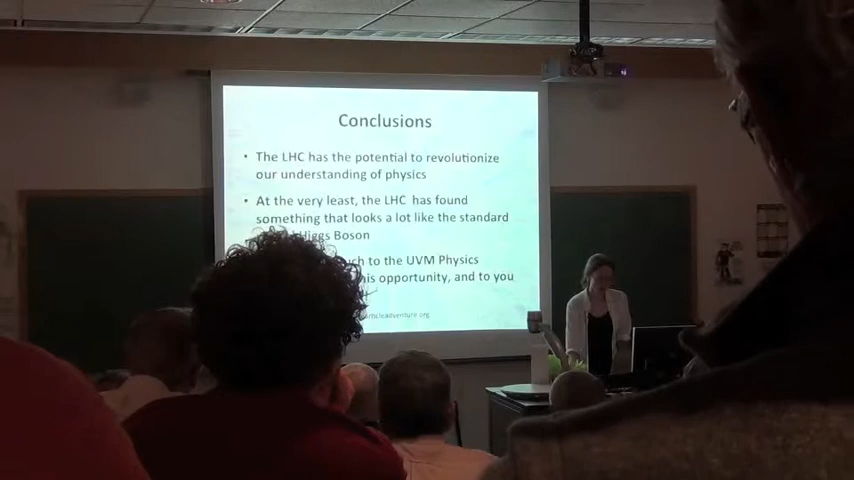 Conclusions
• The LHC has the potential to revolutionize
our understanding of physics
• At the very least, the LHC has found
something that looks a lot like the standard
Higgs Boson
to the UVM Physics
opportunity, and to you